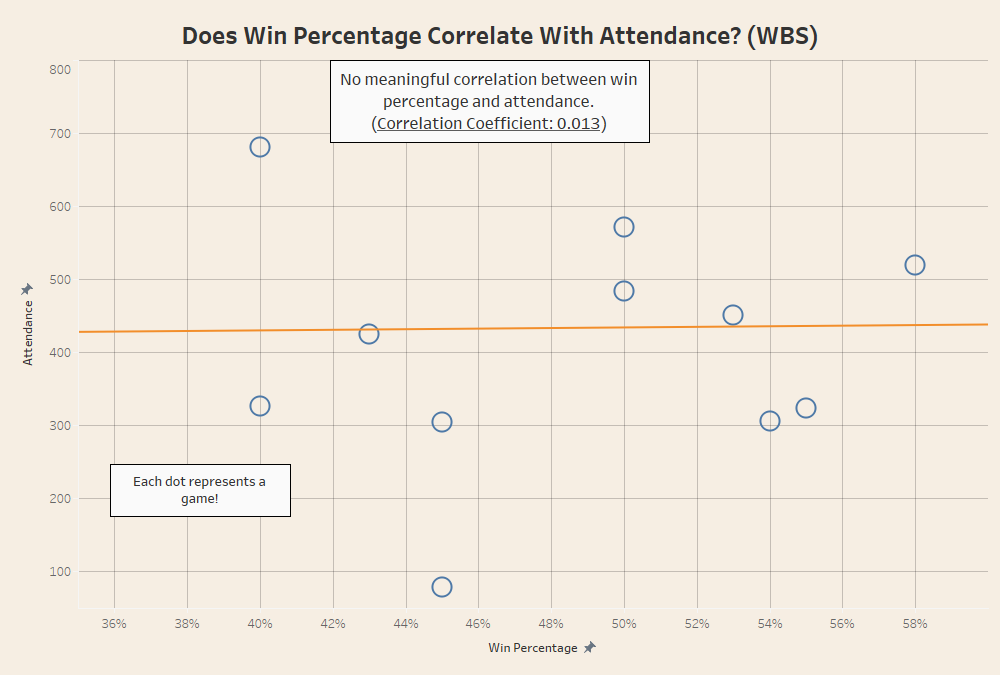 Does Win Percentage Correlate With Attendance? (WBS)
No meaningful correlation between win
percentage and attendance.
(Correlation Coefficient: 0.013)
800
700
600
500
400
300
200
100
Attendance
Each dot represents a
game!
36% 38% 40% 42% 44% 46% 48% 50% 52% 54% 56% 58%
Win Percentage